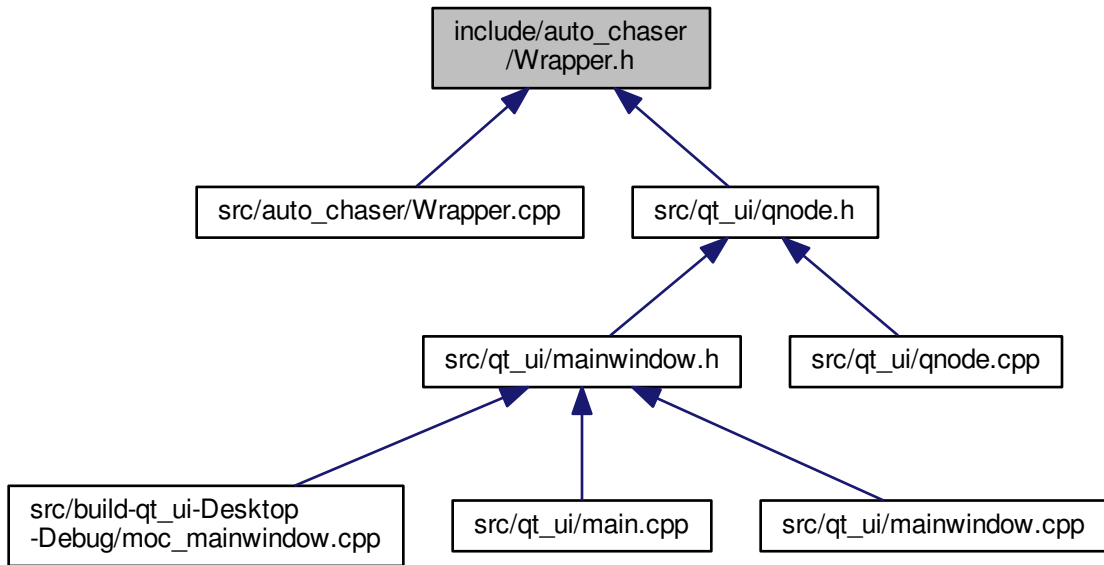 include/auto_chaser
/Wrapper.h
src/auto_chaser/Wrapper.cpp
src/qt_ui/qnode.h
src/qt_ui/mainwindow.h
src/qt_ui/qnode.cpp
src/build-qt_ui-Desktop
-Debug/moc_mainwindow.cpp
src/qt_ui/main.cpp
src/qt_ui/mainwindow.cpp